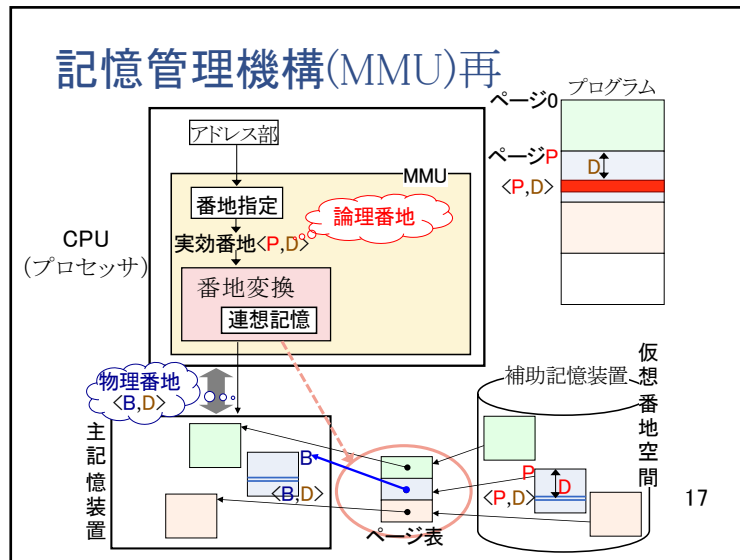 記憶管理機構(MMU)再
プログラム
ページ0
ページP
D
<P,D>
アドレス部
MMU
番地指定
論理番地
実効番地<P,D>
CPU
(プロセッサ)
番地変換
連想記憶
物理番地
<B,D>
主記憶装置
B
<B,D>
ページ表
補助記憶装置
仮想番地空間
P
D
<P,D>
17